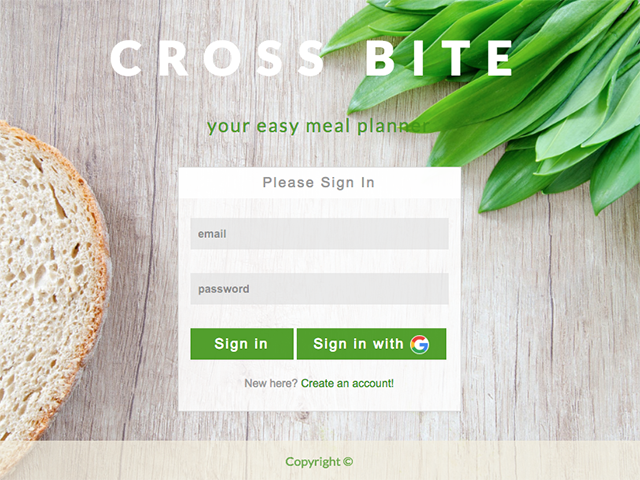 CROSS BITE
your easy meal planner
Please Sign In
email
password
Sign in
Sign in with G
New here? Create an account!
Copyright ©